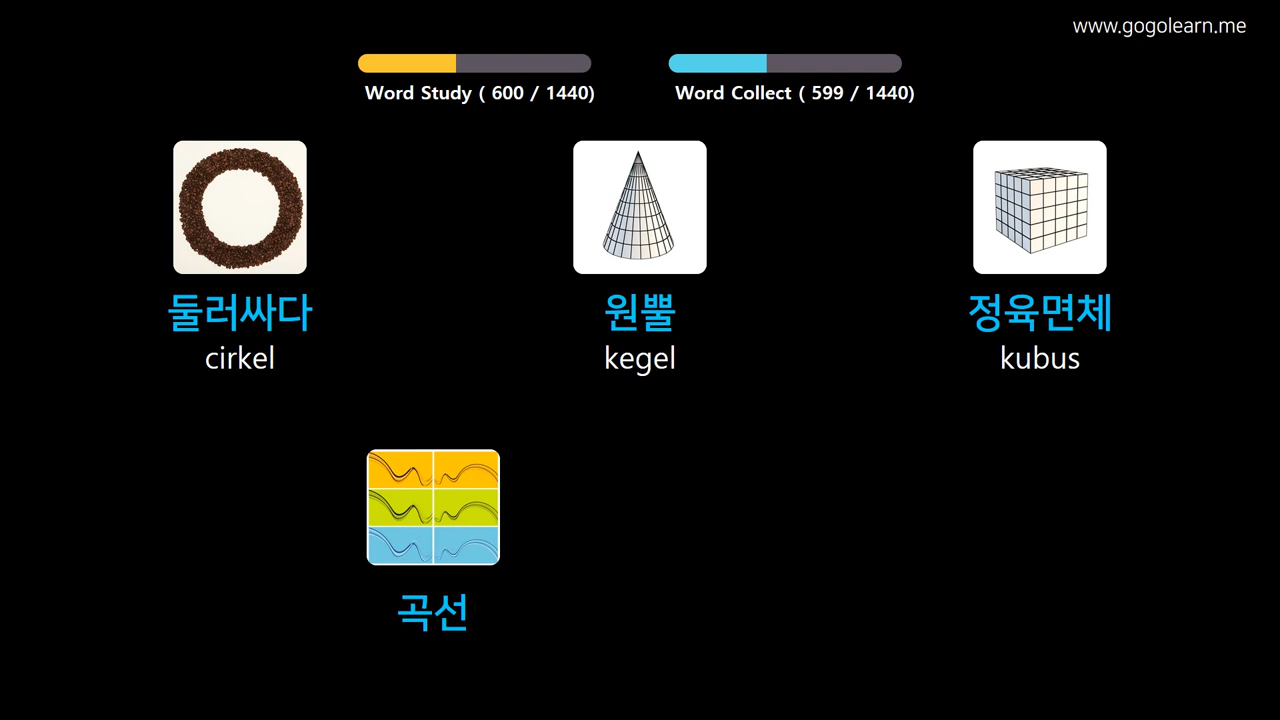 www.gogolearn.me
Word Study ( 600 / 1440)
Word Collect ( 599 / 1440)
둘러싸다
cirkel
원뿔
kegel
정육면체
kubus
곡선